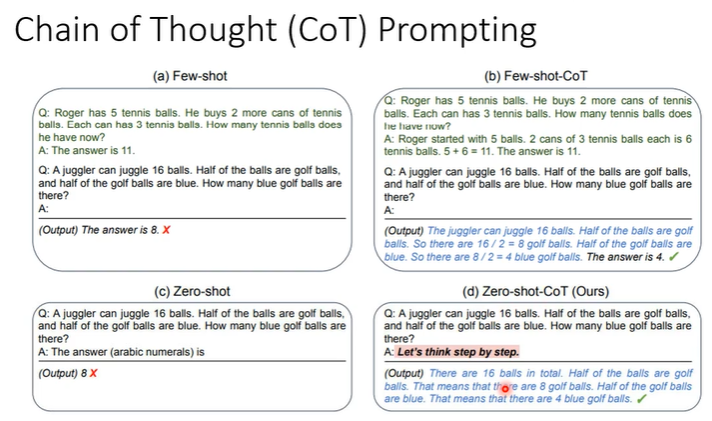 Chain of Thought (CoT) Prompting
(a) Few-shot
Q: Roger has 5 tennis balls. He buys 2 more cans of tennis
balls. Each can has 3 tennis balls. How many tennis balls does
he have now?
A: The answer is 11.
Q: A juggler can juggle 16 balls. Half of the balls are golf balls,
and half of the golf balls are blue. How many blue golf balls are
there?
A:
(Output) The answer is 8. X
(b) Few-shot-CoT
Q: Roger has 5 tennis balls. He buys 2 more cans of tennis
balls. Each can has 3 tennis balls. How many tennis balls does
he have now?
A: Roger started with 5 balls. 2 cans of 3 tennis balls each is 6
tennis balls. 5 + 6 = 11. The answer is 11.
Q: A juggler can juggle 16 balls. Half of the balls are golf balls,
and half of the golf balls are blue. How many blue golf balls are
there?
A:
(Output) The juggler can juggle 16 balls. Half of the balls are golf
balls. So there are 16 / 2 = 8 golf balls. Half of the golf balls are
blue. So there are 8 / 2 = 4 blue golf balls. The answer is 4. ✓
(c) Zero-shot
Q: A juggler can juggle 16 balls. Half of the balls are golf balls,
and half of the golf balls are blue. How many blue golf balls are
there?
A: The answer (arabic numerals) is
(Output) 8 X
(d) Zero-shot-CoT (Ours)
Q: A juggler can juggle 16 balls. Half of the balls are golf balls,
and half of the golf balls are blue. How many blue golf balls are
there?
A: Let's think step by step.
(Output) There are 16 balls in total. Half of the balls are golf
balls. That means that there are 8 golf balls. Half of the golf balls
are blue. That means that there are 4 blue golf balls. ✓